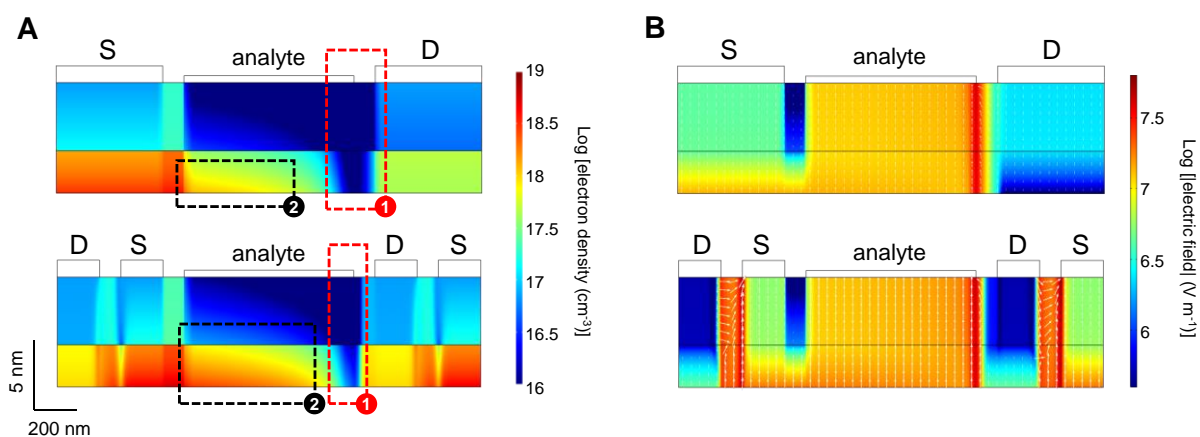 A
S
analyte
D
2
1
D
S
analyte
D
S
2
1
5 nm
200 nm
19
18.5
18
17.5
17
16.5
16
Log [electron density (cm⁻³)]
B
S
analyte
D
D
S
analyte
D
S
7.5
7
6.5
6
Log [|electric field| (V m⁻¹)]